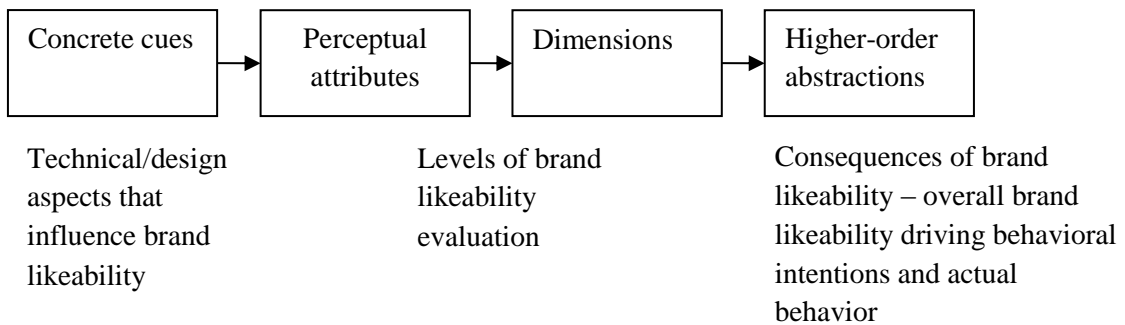 Concrete cues
Perceptual
attributes
Dimensions
Higher-order
abstractions
Technical/design
aspects that
influence brand
likeability
Levels of brand
likeability
evaluation
Consequences of brand
likeability – overall brand
likeability driving behavioral
intentions and actual
behavior